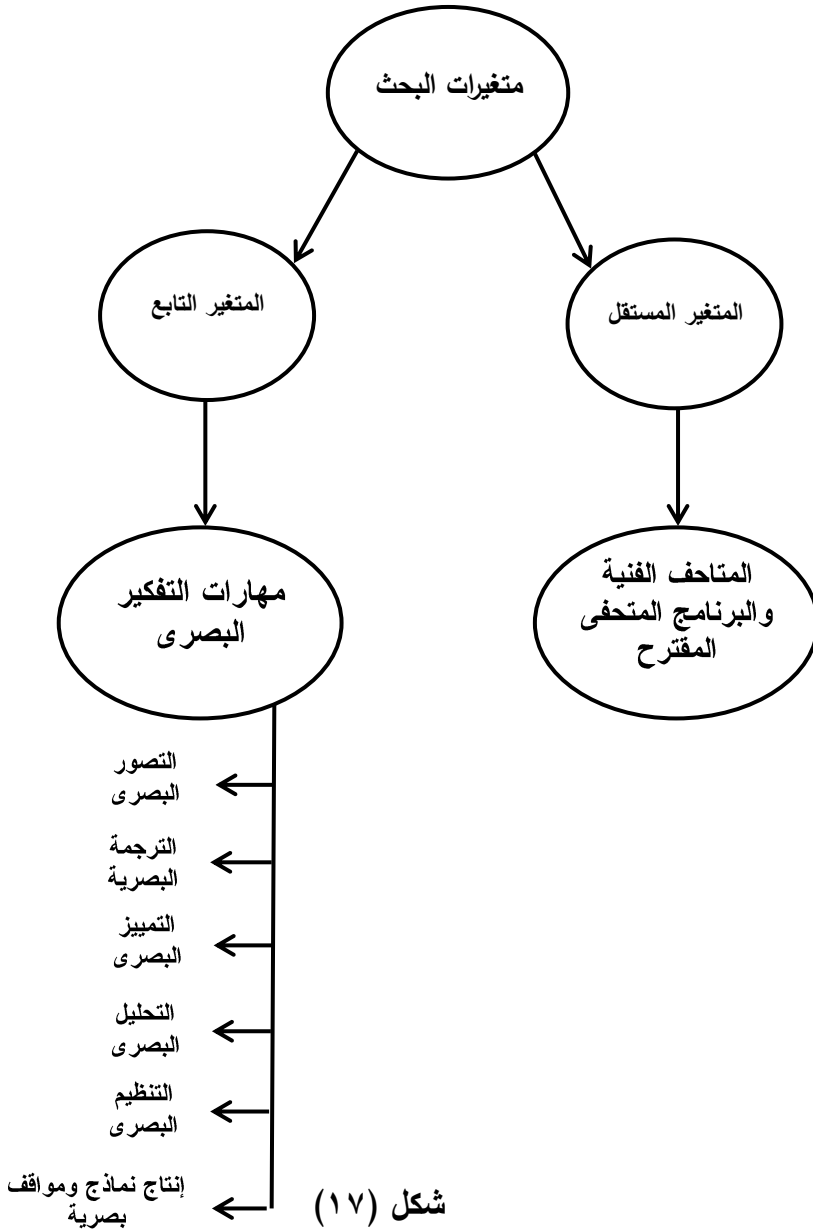 متغيرات البحث
المتغير المستقل
المتغير التابع
المتاحف الفنية
والبرنامج المتحفى
المقترح
مهارات التفكير
البصرى
التصور
البصرى
الترجمة
البصرية
التمييز
البصرى
التحليل
البصرى
التنظيم
البصرى
إنتاج نماذج ومواقف
بصرية
شكل (١٧)